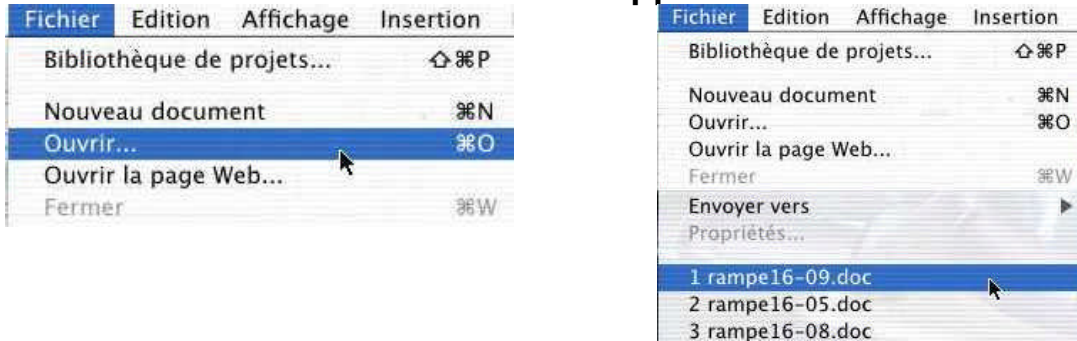 Fichier Edition Affichage Insertion
Bibliothèque de projets... ⇧⌘P
Nouveau document ⌘N
Ouvrir... ⌘O
Ouvrir la page Web...
Fermer ⌘W
Fichier Edition Affichage Insertion
Bibliothèque de projets... ⇧⌘P
Nouveau document ⌘N
Ouvrir... ⌘O
Ouvrir la page Web...
Fermer ⌘W
Envoyer vers ▶
Propriétés...
1 rampe16-09.doc
2 rampe16-05.doc
3 rampe16-08.doc